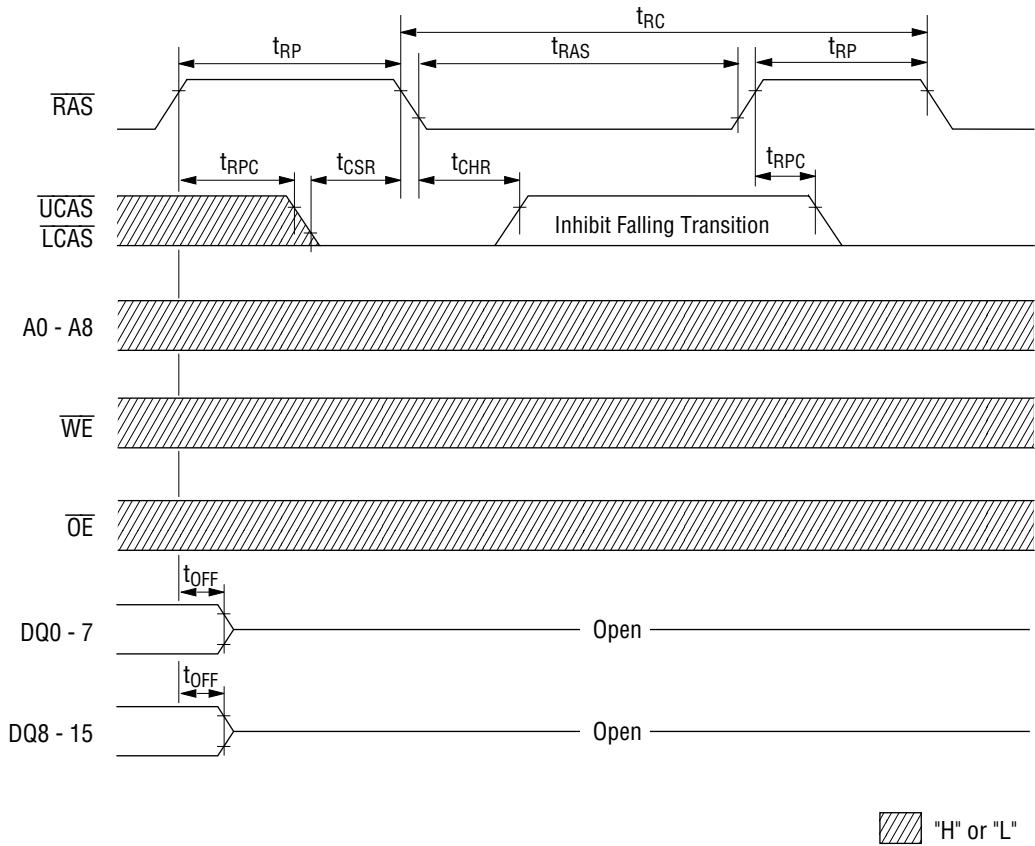 tRC
tRP
tRAS
tRP
RAS
tRPC
tCSR
tCHR
tRPC
UCAS
LCAS
Inhibit Falling Transition
A0 - A8
WE
OE
tOFF
DQ0 - 7
Open
tOFF
DQ8 - 15
Open
"H" or "L"